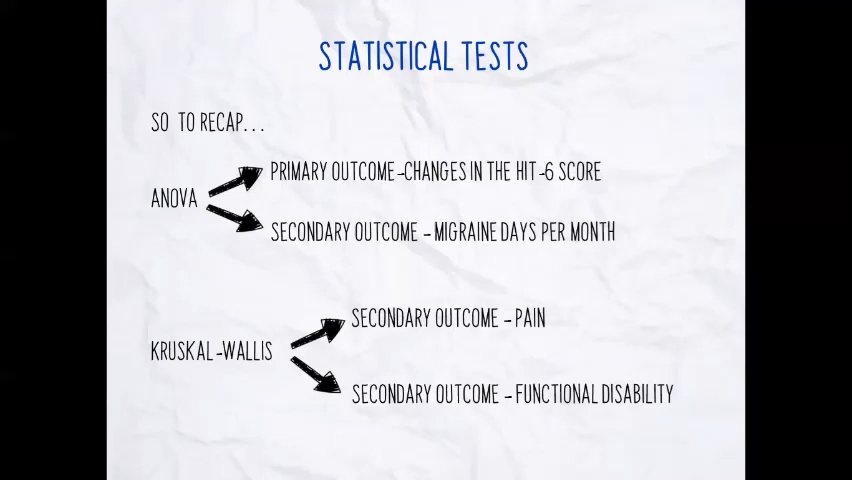 STATISTICAL TESTS
SO TO RECAP...
PRIMARY OUTCOME -CHANGES IN THE HIT-6 SCORE
ANOVA
SECONDARY OUTCOME - MIGRAINE DAYS PER MONTH
SECONDARY OUTCOME - PAIN
KRUSKAL-WALLIS
SECONDARY OUTCOME - FUNCTIONAL DISABILITY